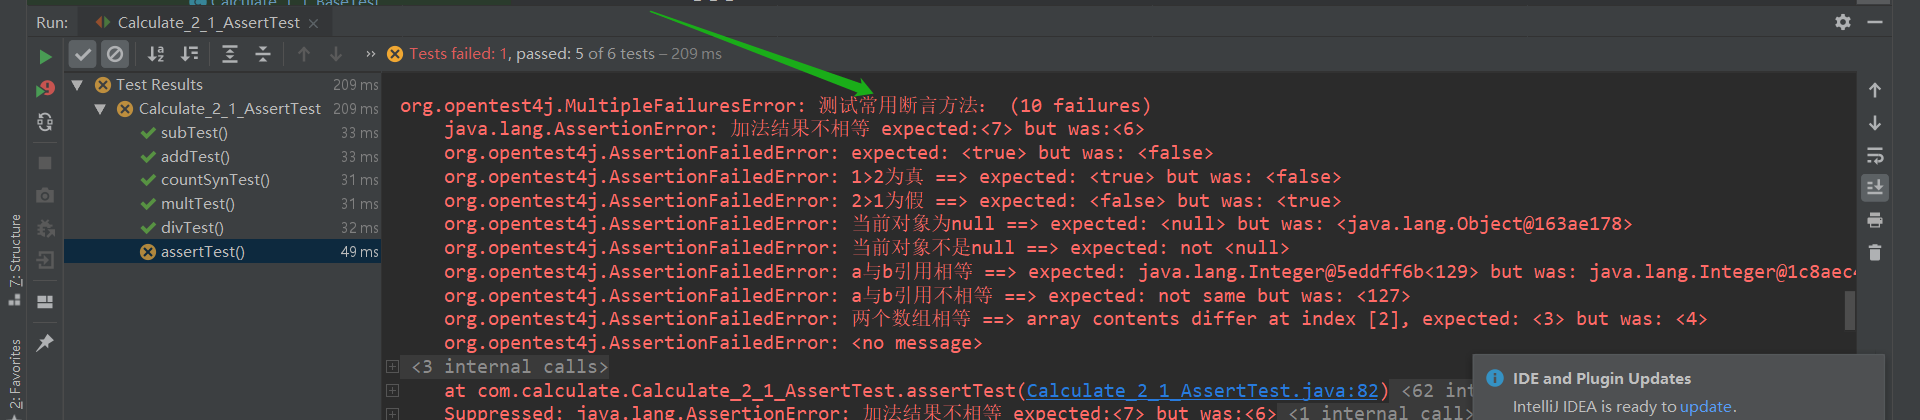 Run:
Calculate_2_1_AssertTest
Tests failed: 1, passed: 5 of 6 tests – 209 ms
Test Results 209 ms
Calculate_2_1_AssertTest 209 ms
subTest() 33 ms
addTest() 33 ms
countSynTest() 31 ms
multTest() 31 ms
divTest() 32 ms
assertTest() 49 ms
org.opentest4j.MultipleFailuresError: 测试常用断言方法： (10 failures)
java.lang.AssertionError: 加法结果不相等 expected:<7> but was:<6>
org.opentest4j.AssertionFailedError: expected: <true> but was: <false>
org.opentest4j.AssertionFailedError: 1>2为真 ==> expected: <true> but was: <false>
org.opentest4j.AssertionFailedError: 2>1为假 ==> expected: <false> but was: <true>
org.opentest4j.AssertionFailedError: 当前对象为null ==> expected: <null> but was: <java.lang.Object@163ae178>
org.opentest4j.AssertionFailedError: 当前对象不是null ==> expected: not <null>
org.opentest4j.AssertionFailedError: a与b引用相等 ==> expected: java.lang.Integer@5eddff6b<129> but was: java.lang.Integer@1c8aec
org.opentest4j.AssertionFailedError: a与b引用不相等 ==> expected: not same but was: <127>
org.opentest4j.AssertionFailedError: 两个数组相等 ==> array contents differ at index [2], expected: <3> but was: <4>
org.opentest4j.AssertionFailedError: <no message>
<3 internal calls>
at com.calculate.Calculate_2_1_AssertTest.assertTest(Calculate_2_1_AssertTest.java:82) <62 int
Suppressed: java.lang.AssertionError: 加法结果不相等 expected:<7> but was:<6> <1 internal call>
7: Structure
2: Favorites
IDE and Plugin Updates
IntelliJ IDEA is ready to update.